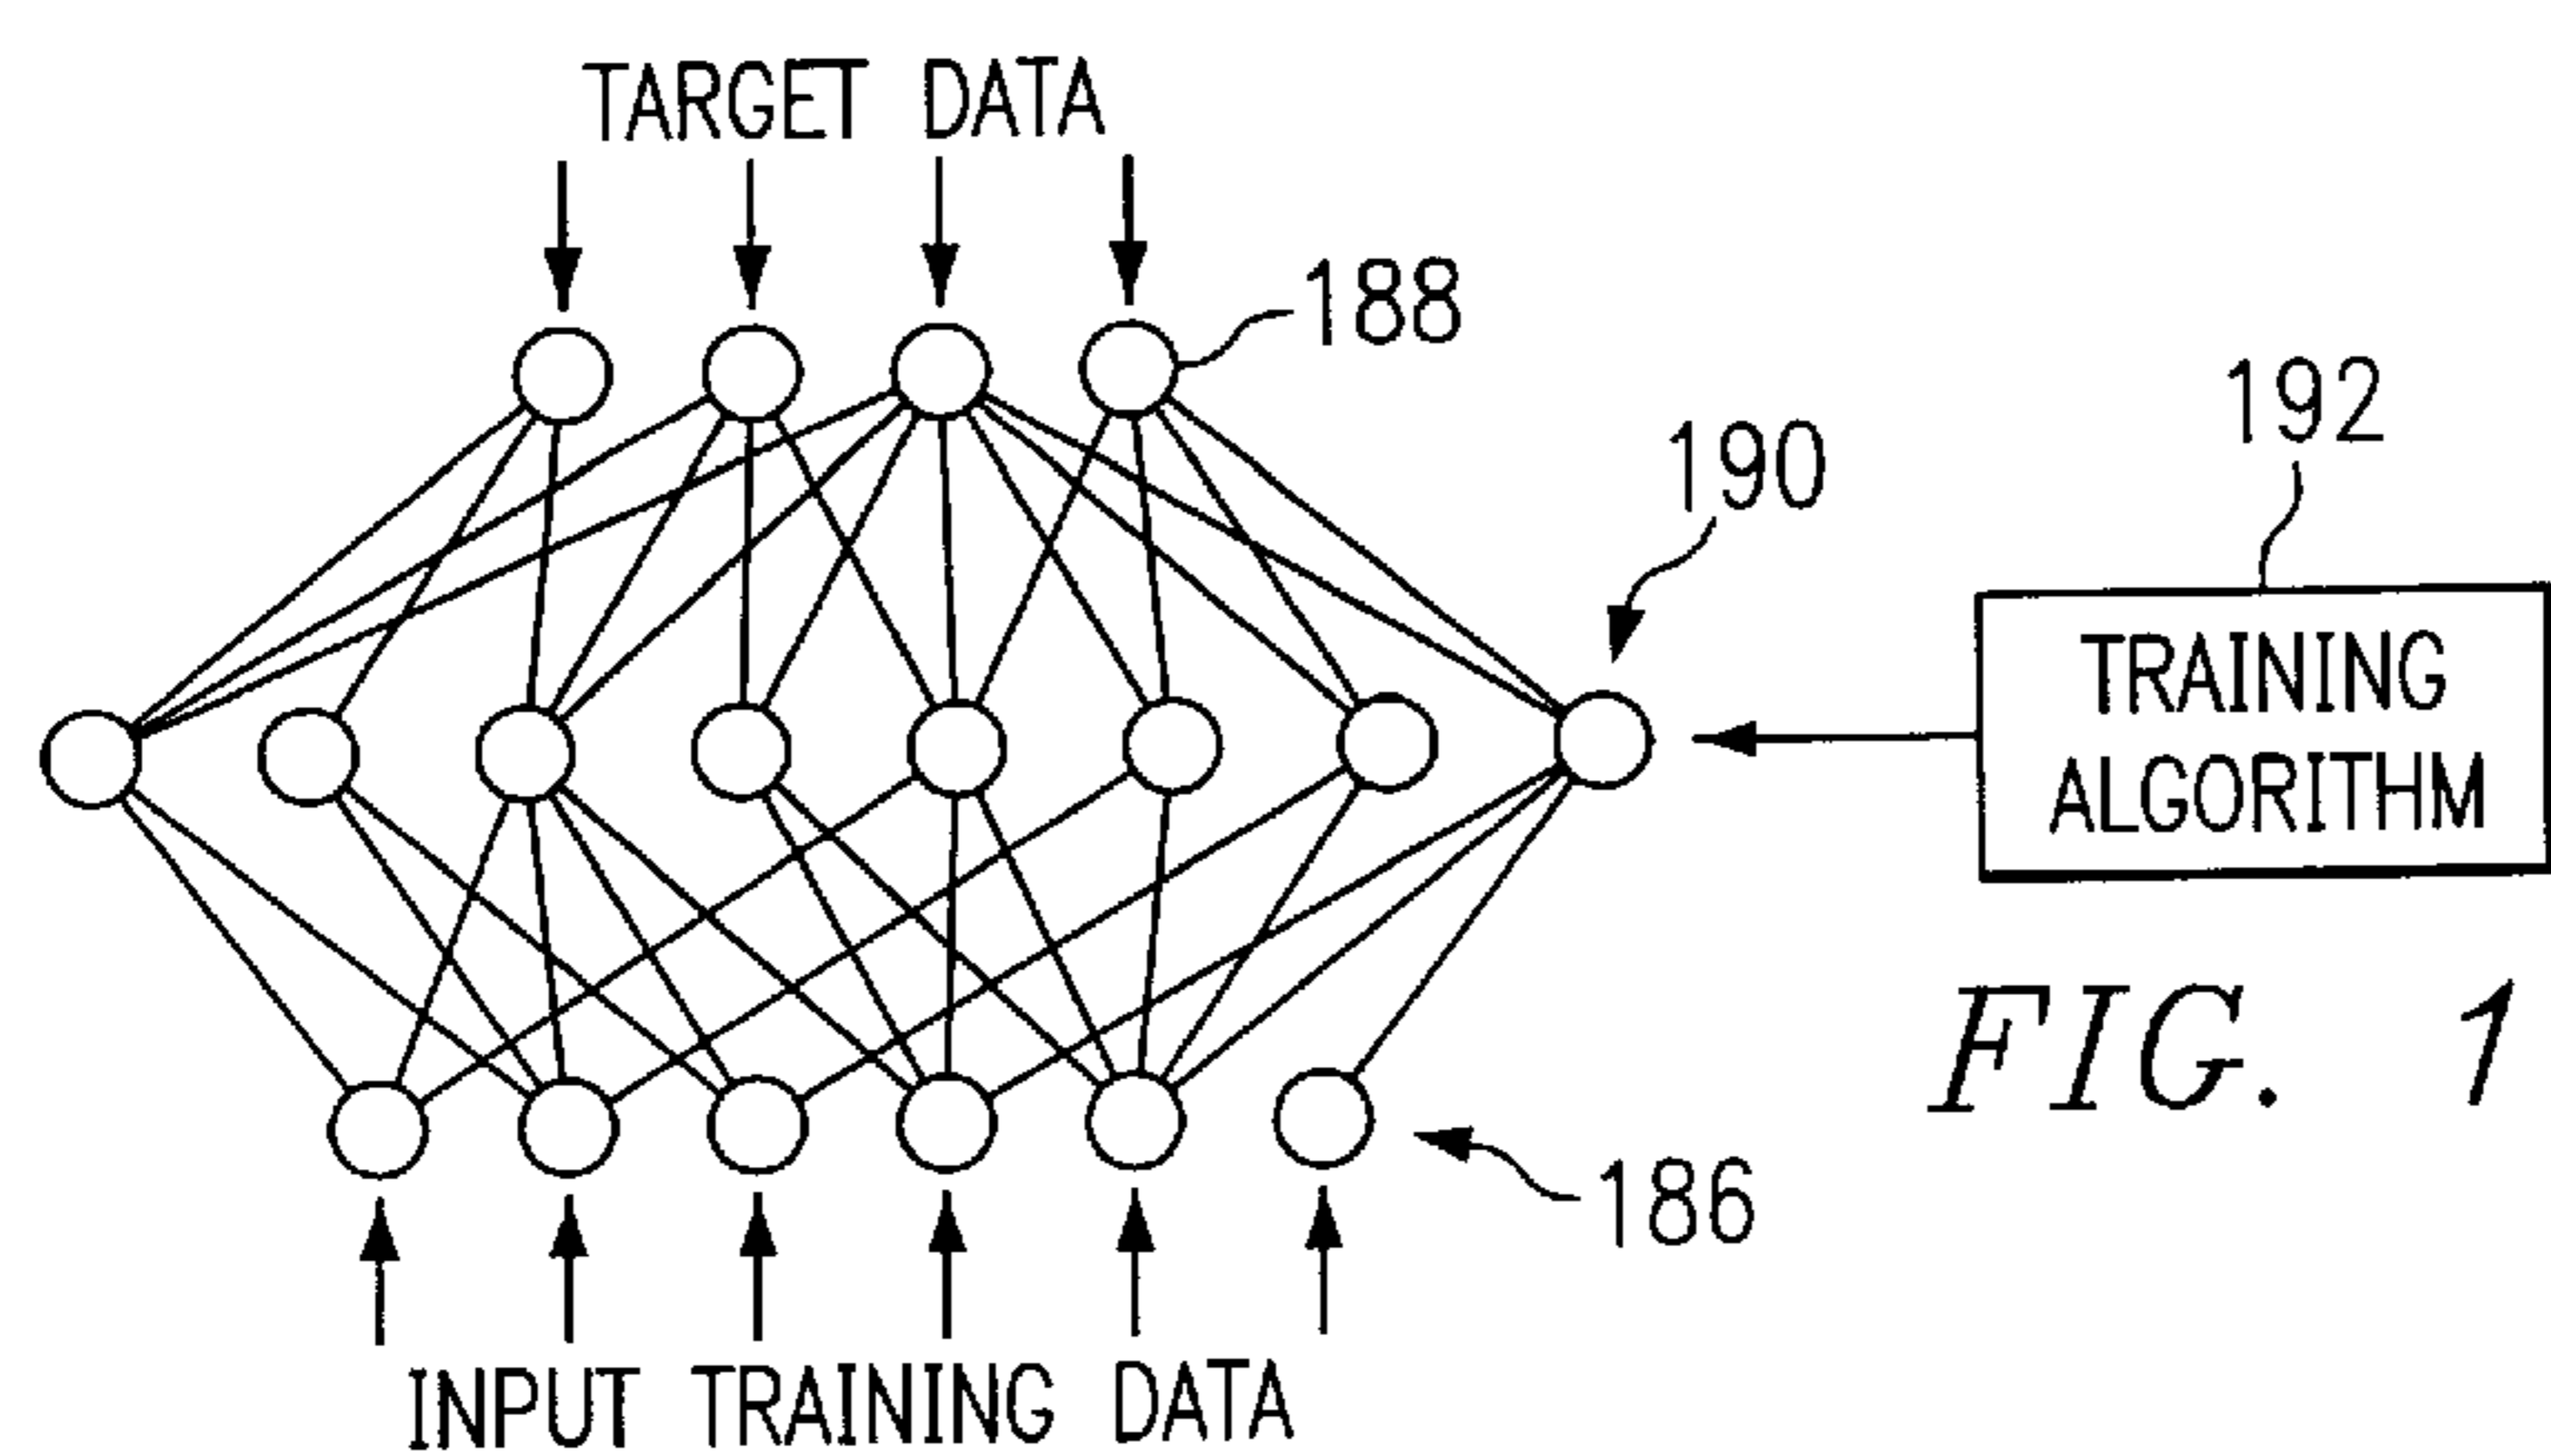 TARGET DATA
188
190
192
TRAINING
ALGORITHM
FIG. 1
186
INPUT TRAINING DATA